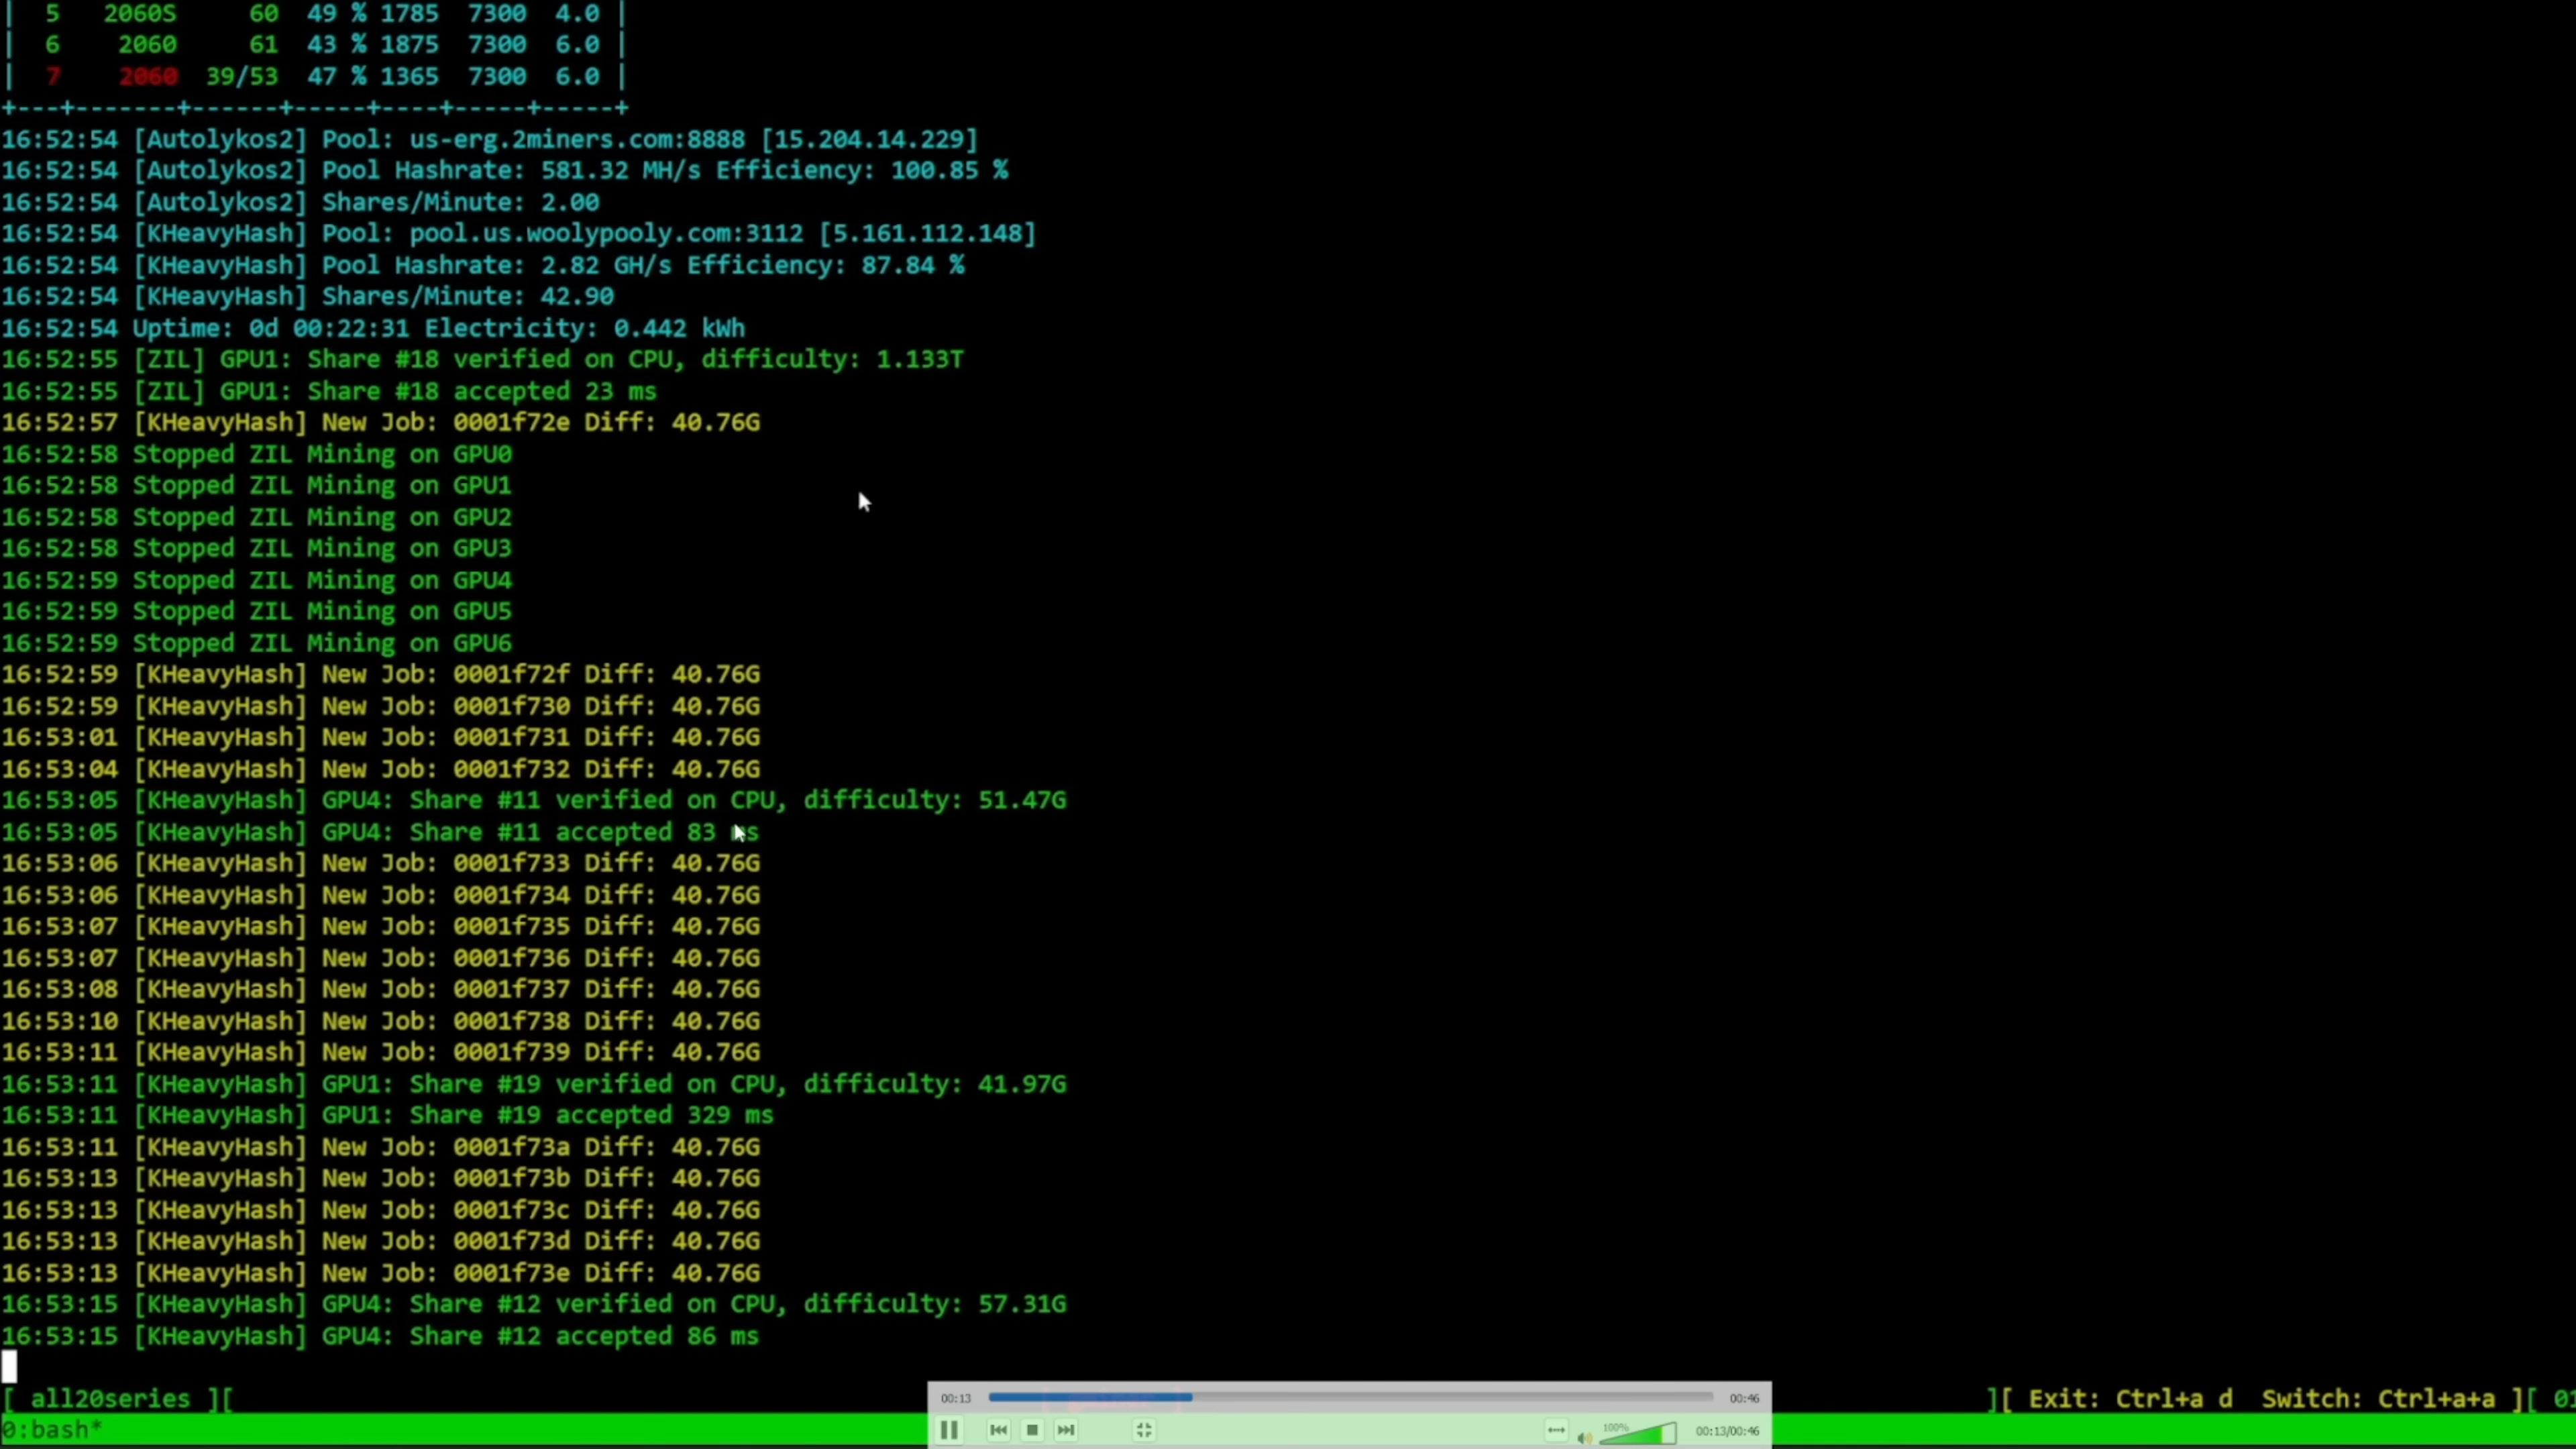 | 5 2060S 60 49 % 1785 7300 4.0 |
| 6 2060 61 43 % 1875 7300 6.0 |
| 7 2060 39/53 47 % 1365 7300 6.0 |
+---+-------+------+-----+----+-----+-----+
16:52:54 [Autolykos2] Pool: us-erg.2miners.com:8888 [15.204.14.229]
16:52:54 [Autolykos2] Pool Hashrate: 581.32 MH/s Efficiency: 100.85 %
16:52:54 [Autolykos2] Shares/Minute: 2.00
16:52:54 [KHeavyHash] Pool: pool.us.woolypooly.com:3112 [5.161.112.148]
16:52:54 [KHeavyHash] Pool Hashrate: 2.82 GH/s Efficiency: 87.84 %
16:52:54 [KHeavyHash] Shares/Minute: 42.90
16:52:54 Uptime: 0d 00:22:31 Electricity: 0.442 kWh
16:52:55 [ZIL] GPU1: Share #18 verified on CPU, difficulty: 1.133T
16:52:55 [ZIL] GPU1: Share #18 accepted 23 ms
16:52:57 [KHeavyHash] New Job: 0001f72e Diff: 40.76G
16:52:58 Stopped ZIL Mining on GPU0
16:52:58 Stopped ZIL Mining on GPU1
16:52:58 Stopped ZIL Mining on GPU2
16:52:58 Stopped ZIL Mining on GPU3
16:52:59 Stopped ZIL Mining on GPU4
16:52:59 Stopped ZIL Mining on GPU5
16:52:59 Stopped ZIL Mining on GPU6
16:52:59 [KHeavyHash] New Job: 0001f72f Diff: 40.76G
16:52:59 [KHeavyHash] New Job: 0001f730 Diff: 40.76G
16:53:01 [KHeavyHash] New Job: 0001f731 Diff: 40.76G
16:53:04 [KHeavyHash] New Job: 0001f732 Diff: 40.76G
16:53:05 [KHeavyHash] GPU4: Share #11 verified on CPU, difficulty: 51.47G
16:53:05 [KHeavyHash] GPU4: Share #11 accepted 83 ms
16:53:06 [KHeavyHash] New Job: 0001f733 Diff: 40.76G
16:53:06 [KHeavyHash] New Job: 0001f734 Diff: 40.76G
16:53:07 [KHeavyHash] New Job: 0001f735 Diff: 40.76G
16:53:07 [KHeavyHash] New Job: 0001f736 Diff: 40.76G
16:53:08 [KHeavyHash] New Job: 0001f737 Diff: 40.76G
16:53:10 [KHeavyHash] New Job: 0001f738 Diff: 40.76G
16:53:11 [KHeavyHash] New Job: 0001f739 Diff: 40.76G
16:53:11 [KHeavyHash] GPU1: Share #19 verified on CPU, difficulty: 41.97G
16:53:11 [KHeavyHash] GPU1: Share #19 accepted 329 ms
16:53:11 [KHeavyHash] New Job: 0001f73a Diff: 40.76G
16:53:13 [KHeavyHash] New Job: 0001f73b Diff: 40.76G
16:53:13 [KHeavyHash] New Job: 0001f73c Diff: 40.76G
16:53:13 [KHeavyHash] New Job: 0001f73d Diff: 40.76G
16:53:13 [KHeavyHash] New Job: 0001f73e Diff: 40.76G
16:53:15 [KHeavyHash] GPU4: Share #12 verified on CPU, difficulty: 57.31G
16:53:15 [KHeavyHash] GPU4: Share #12 accepted 86 ms
[ all20series ][ 00:13 00:46 ][ Exit: Ctrl+a d Switch: Ctrl+a+a ][ 01
0:bash* 100% 00:13/00:46